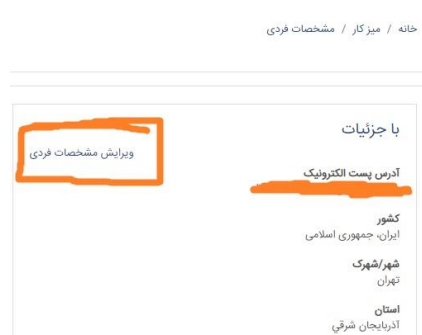 خانه / میز کار / مشخصات فردی
با جزئیات
ویرایش مشخصات فردی
آدرس پست الکترونیک
کشور
ایران، جمهوری اسلامی
شهر/شهرک
تهران
استان
آذربایجان شرقي